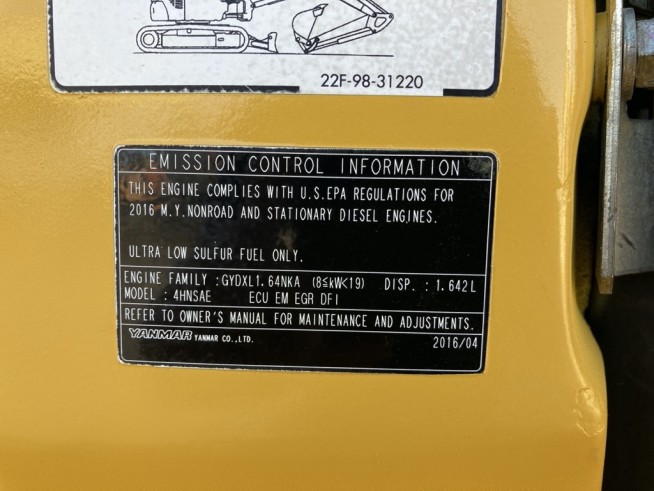 22F-98-31220
EMISSION CONTROL INFORMATION
THIS ENGINE COMPLIES WITH U.S.EPA REGULATIONS FOR
2016 M.Y.NONROAD AND STATIONARY DIESEL ENGINES.
ULTRA LOW SULFUR FUEL ONLY.
ENGINE FAMILY :GYDXL1.64NKA (8≦kW<19) DISP. : 1.642L
MODEL : 4HNSAE ECU EM EGR DFI
REFER TO OWNER'S MANUAL FOR MAINTENANCE AND ADJUSTMENTS.
YANMAR YANMAR CO.,LTD. 2016/04